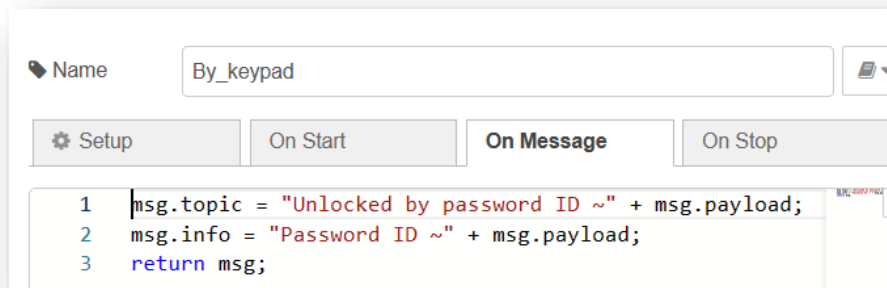 Name By_keypad
Setup On Start On Message On Stop
1 msg.topic = "Unlocked by password ID ~" + msg.payload;
2 msg.info = "Password ID ~" + msg.payload;
3 return msg;